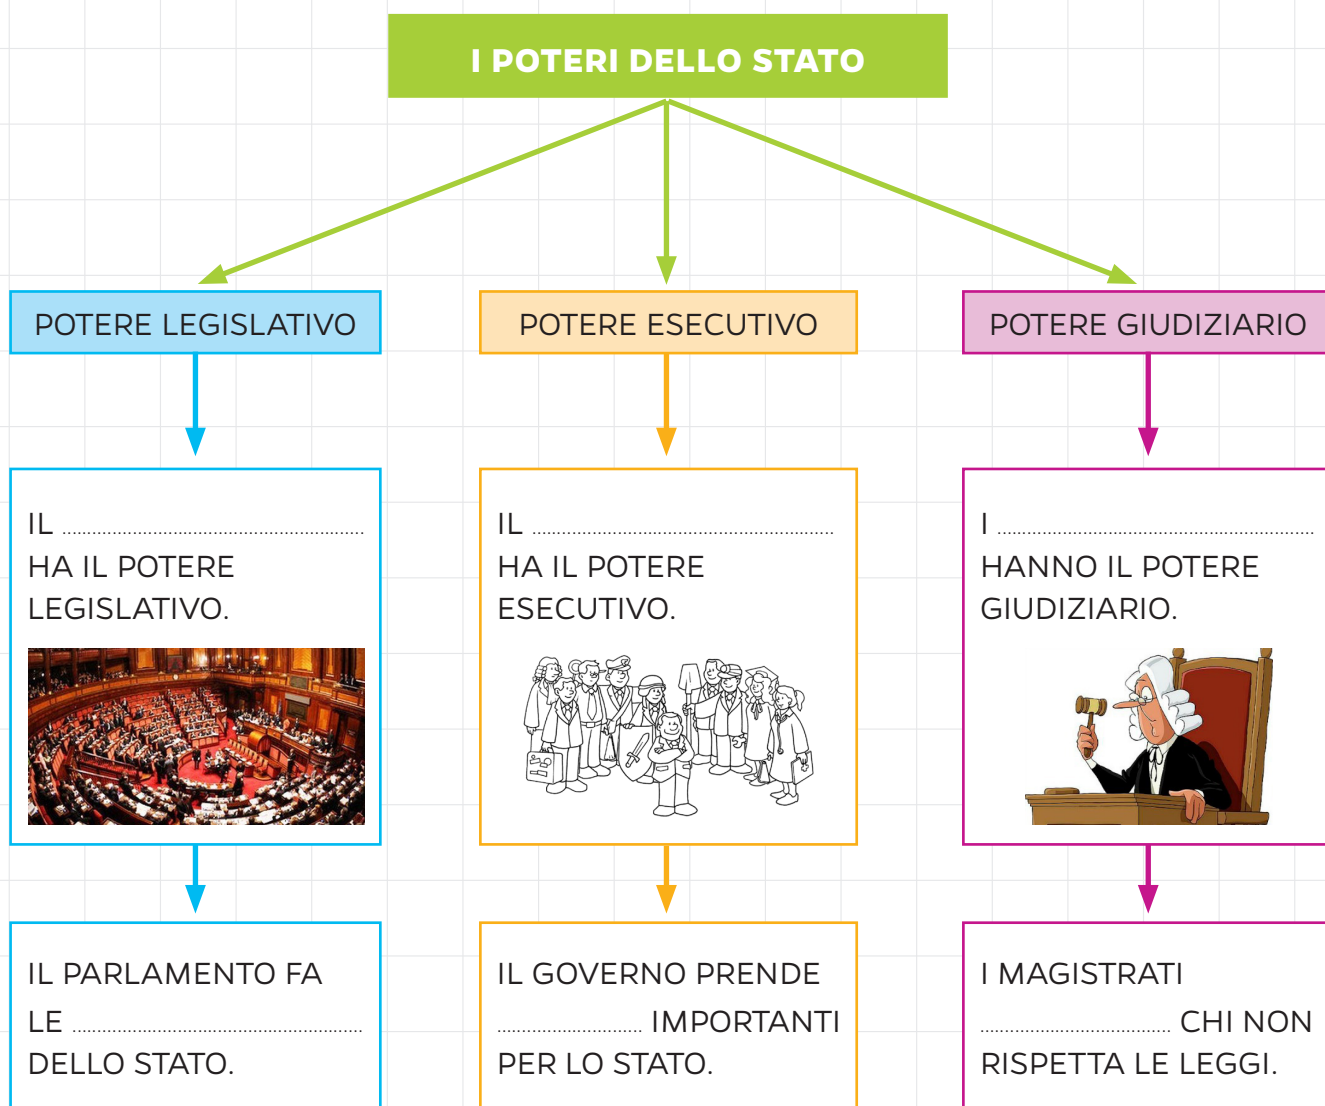 I POTERI DELLO STATO
POTERE LEGISLATIVO
POTERE ESECUTIVO
POTERE GIUDIZIARIO
IL ................................................................
HA IL POTERE
LEGISLATIVO.
IL ................................................................
HA IL POTERE
ESECUTIVO.
I ...................................................................
HANNO IL POTERE
GIUDIZIARIO.
IL PARLAMENTO FA
LE ..............................................................
DELLO STATO.
IL GOVERNO PRENDE
............................... IMPORTANTI
PER LO STATO.
I MAGISTRATI
........................................ CHI NON
RISPETTA LE LEGGI.